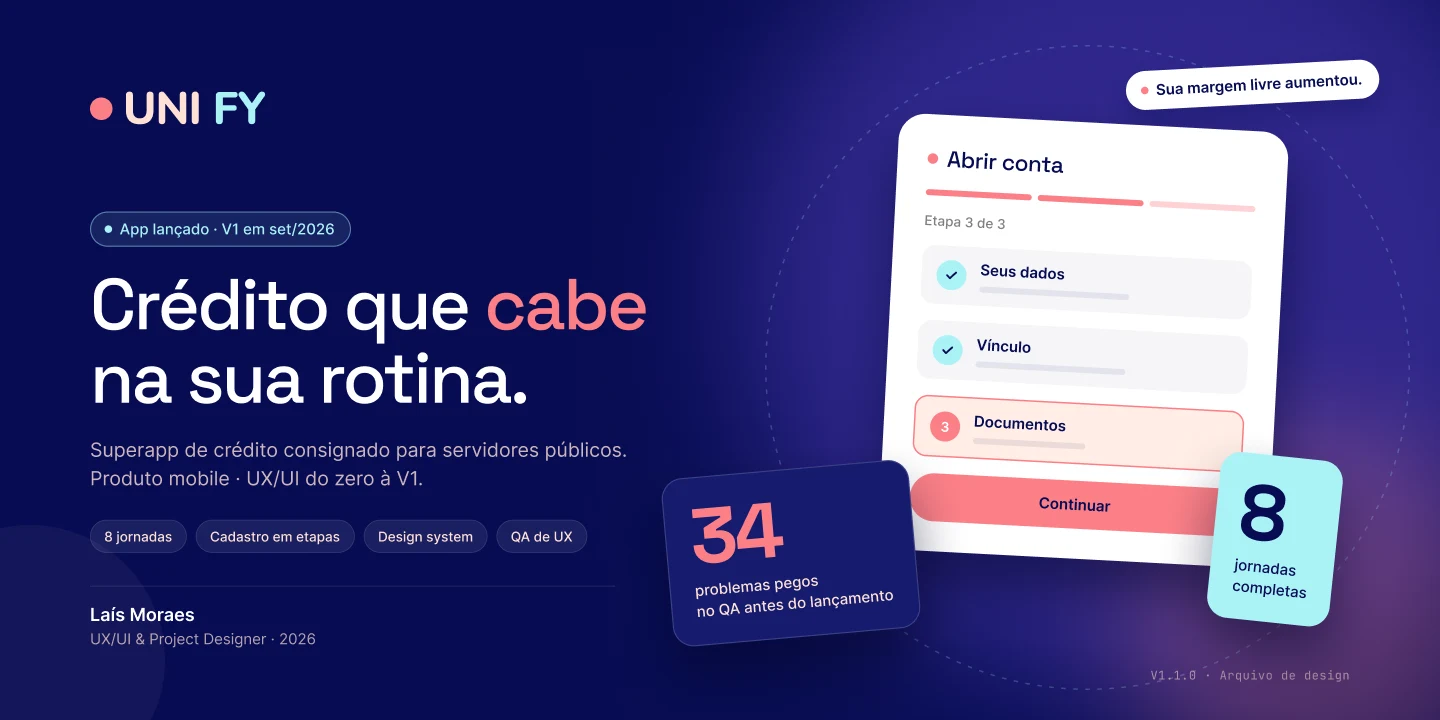 UNI FY
App lançado · V1 em set/2026
Crédito que cabe
na sua rotina.
Superapp de crédito consignado para servidores públicos.
Produto mobile · UX/UI do zero à V1.
8 jornadas
Cadastro em etapas
Design system
QA de UX
Laís Moraes
UX/UI & Project Designer · 2026
Sua margem livre aumentou.
Abrir conta
Etapa 3 de 3
Seus dados
Vínculo
3
Documentos
Continuar
34
problemas pegos
no QA antes do lançamento
8
jornadas
completas
V1.1.0 · Arquivo de design